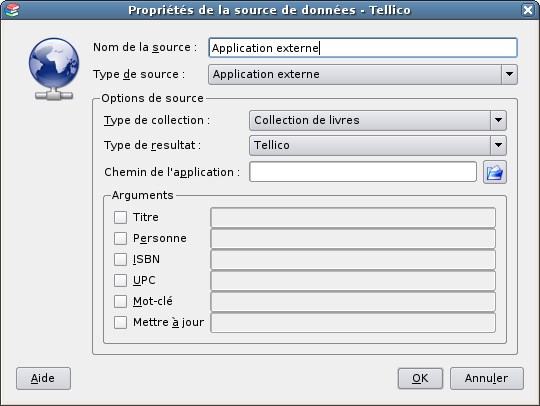 Propriétés de la source de données - Tellico
Nom de la source : Application externe
Type de source : Application externe
Options de source
Type de collection : Collection de livres
Type de resultat : Tellico
Chemin de l'application :
Arguments
Titre
Personne
ISBN
UPC
Mot-clé
Mettre à jour
Aide OK Annuler